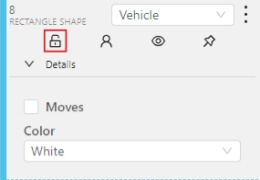 8
Vehicle
RECTANGLE SHAPE
Details
Moves
Color
White